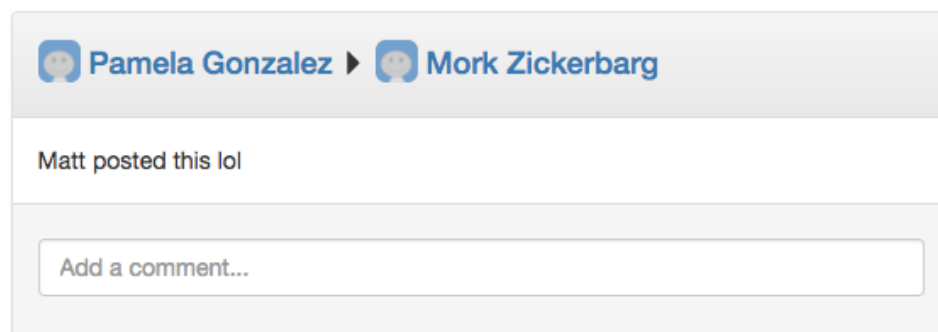 Pamela Gonzalez Mork Zickerbarg
Matt posted this lol
Add a comment...